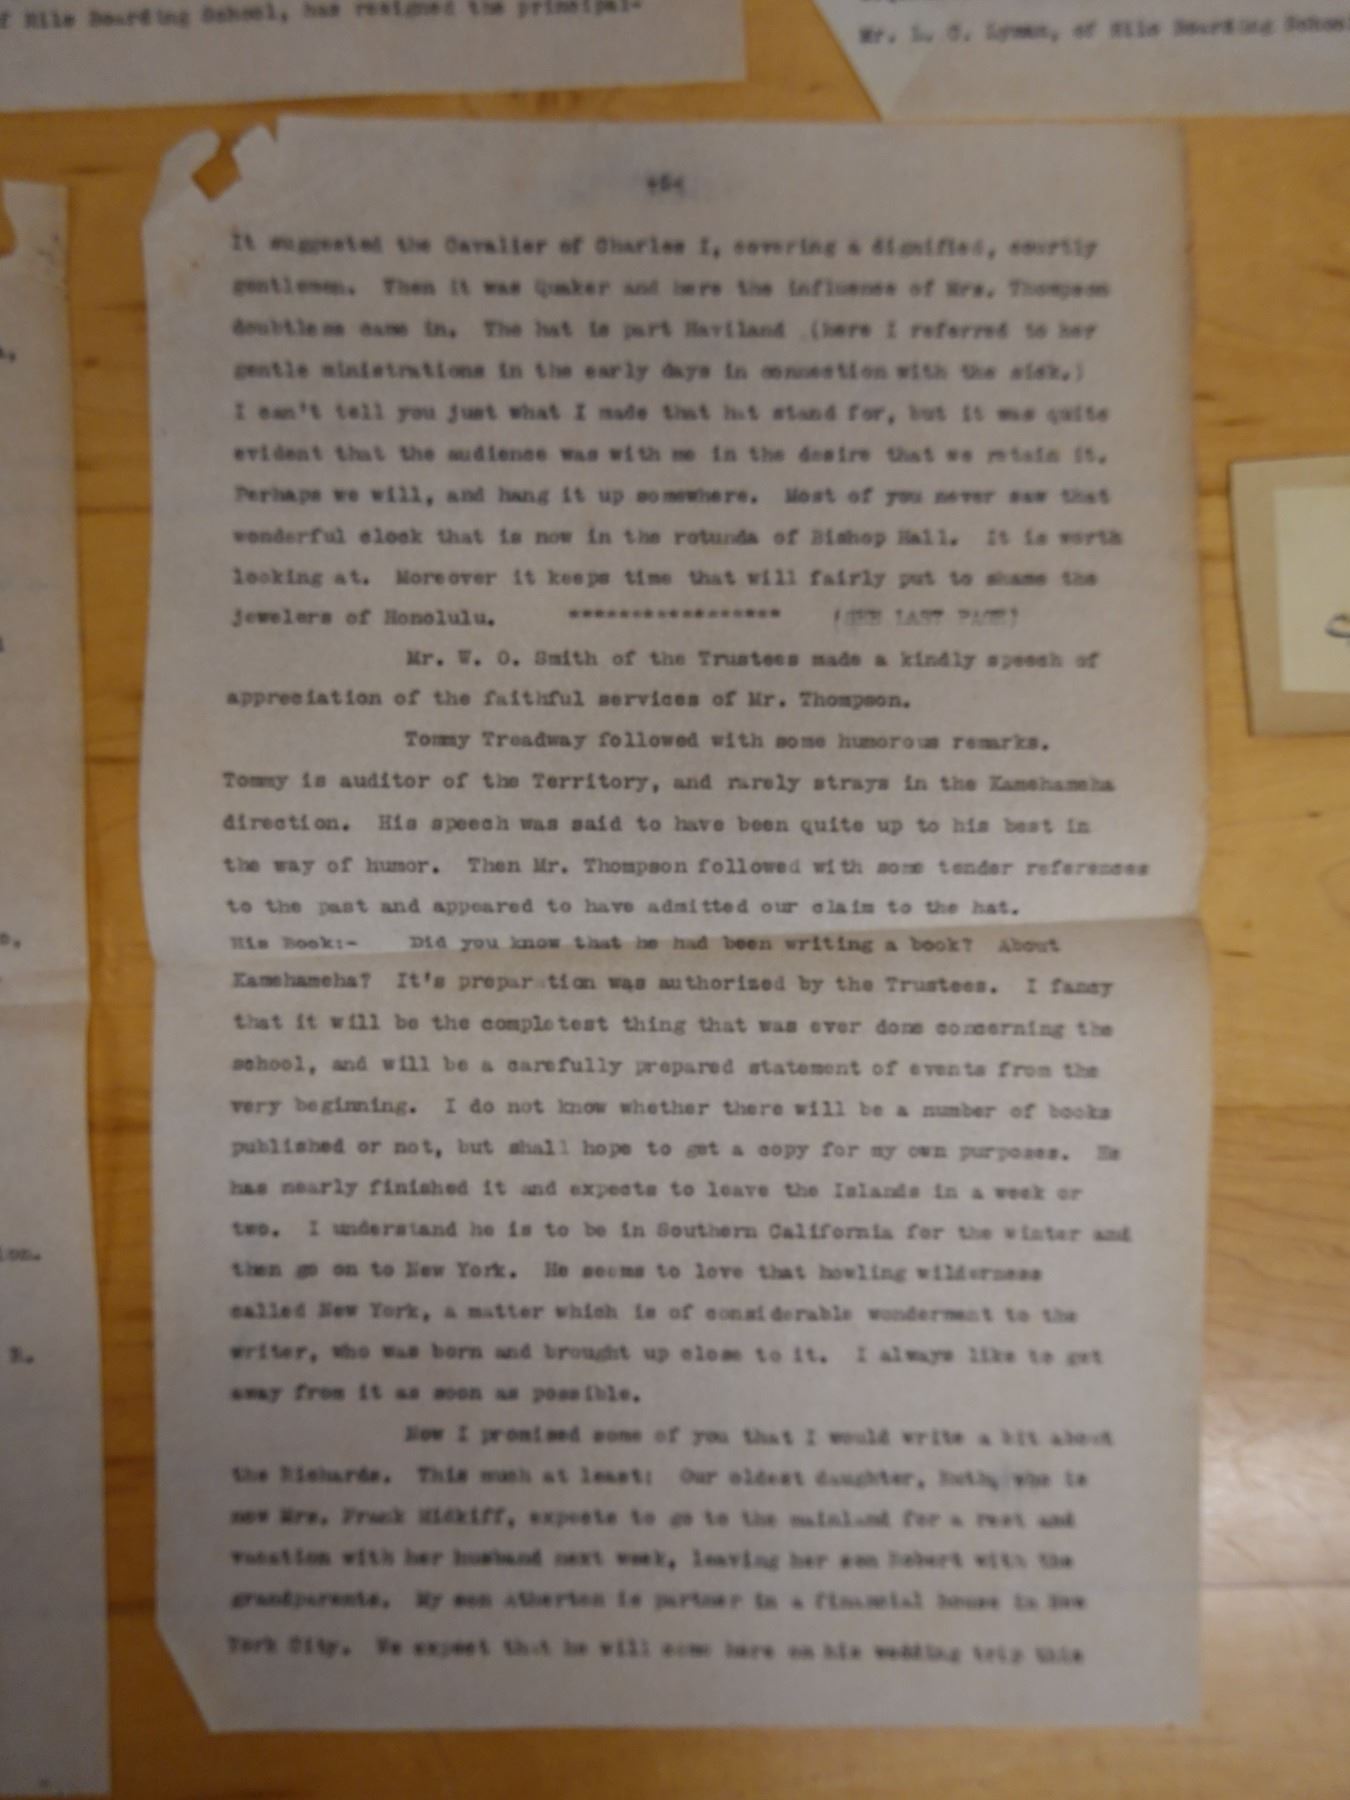 of Hilo Boarding School, has resigned the principal-
Mr. L. C. Lyman, of Hilo Boarding School
It suggested the Cavalier of Charles I, covering a dignified, courtly
gentlemen. Then it was Quaker and here the influence of Mrs. Thompson
doubtless came in. The hat is part Haviland (here I referred to her
gentle ministrations in the early days in connection with the sick.)
I can't tell you just what I made that hat stand for, but it was quite
evident that the audience was with me in the desire that we retain it.
Perhaps we will, and hang it up somewhere. Most of you never saw that
wonderful clock that is now in the rotunda of Bishop Hall. It is worth
looking at. Moreover it keeps time that will fairly put to shame the
jewelers of Honolulu. ***************** (SEE LAST PAGE)
Mr. W. O. Smith of the Trustees made a kindly speech of
appreciation of the faithful services of Mr. Thompson.
Tommy Treadway followed with some humorous remarks.
Tommy is auditor of the Territory, and rarely strays in the Kamehameha
direction. His speech was said to have been quite up to his best in
the way of humor. Then Mr. Thompson followed with some tender references
to the past and appeared to have admitted our claim to the hat.
His Book:- Did you know that he had been writing a book? About
Kamehameha? It's preparation was authorized by the Trustees. I fancy
that it will be the completest thing that was ever done concerning the
school, and will be a carefully prepared statement of events from the
very beginning. I do not know whether there will be a number of books
published or not, but shall hope to get a copy for my own purposes. He
has nearly finished it and expects to leave the Islands in a week or
two. I understand he is to be in Southern California for the winter and
then go on to New York. He seems to love that howling wilderness
called New York, a matter which is of considerable wonderment to the
writer, who was born and brought up close to it. I always like to get
away from it as soon as possible.
Now I promised some of you that I would write a bit about
the Richards. This much at least: Our oldest daughter, Ruth, who is
now Mrs. Frank Midkiff, expects to go to the mainland for a rest and
vacation with her husband next week, leaving her son Robert with the
grandparents. My son Atherton is partner in a financial house in New
York City. We expect that he will come here on his wedding trip this